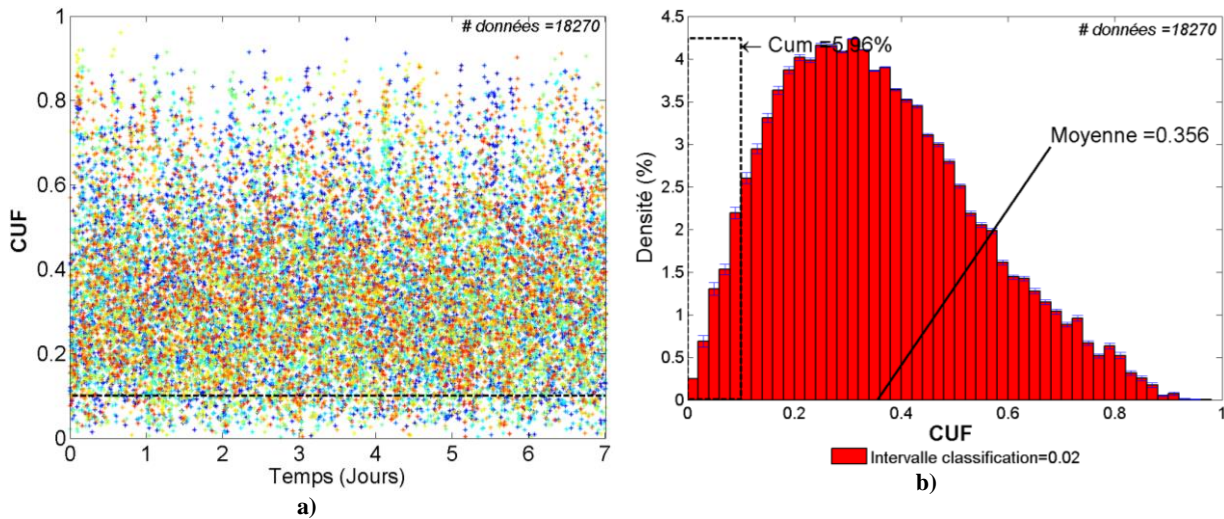 # données =18270
1
0.8
0.6
0.4
0.2
0
CUF
0 1 2 3 4 5 6 7
Temps (Jours)
a)
# données =18270
4.5
4
3.5
3
2.5
2
1.5
1
0.5
0
Densité (%)
← Cum =5.96%
Moyenne =0.356
0 0.2 0.4 0.6 0.8 1
CUF
Intervalle classification=0.02
b)